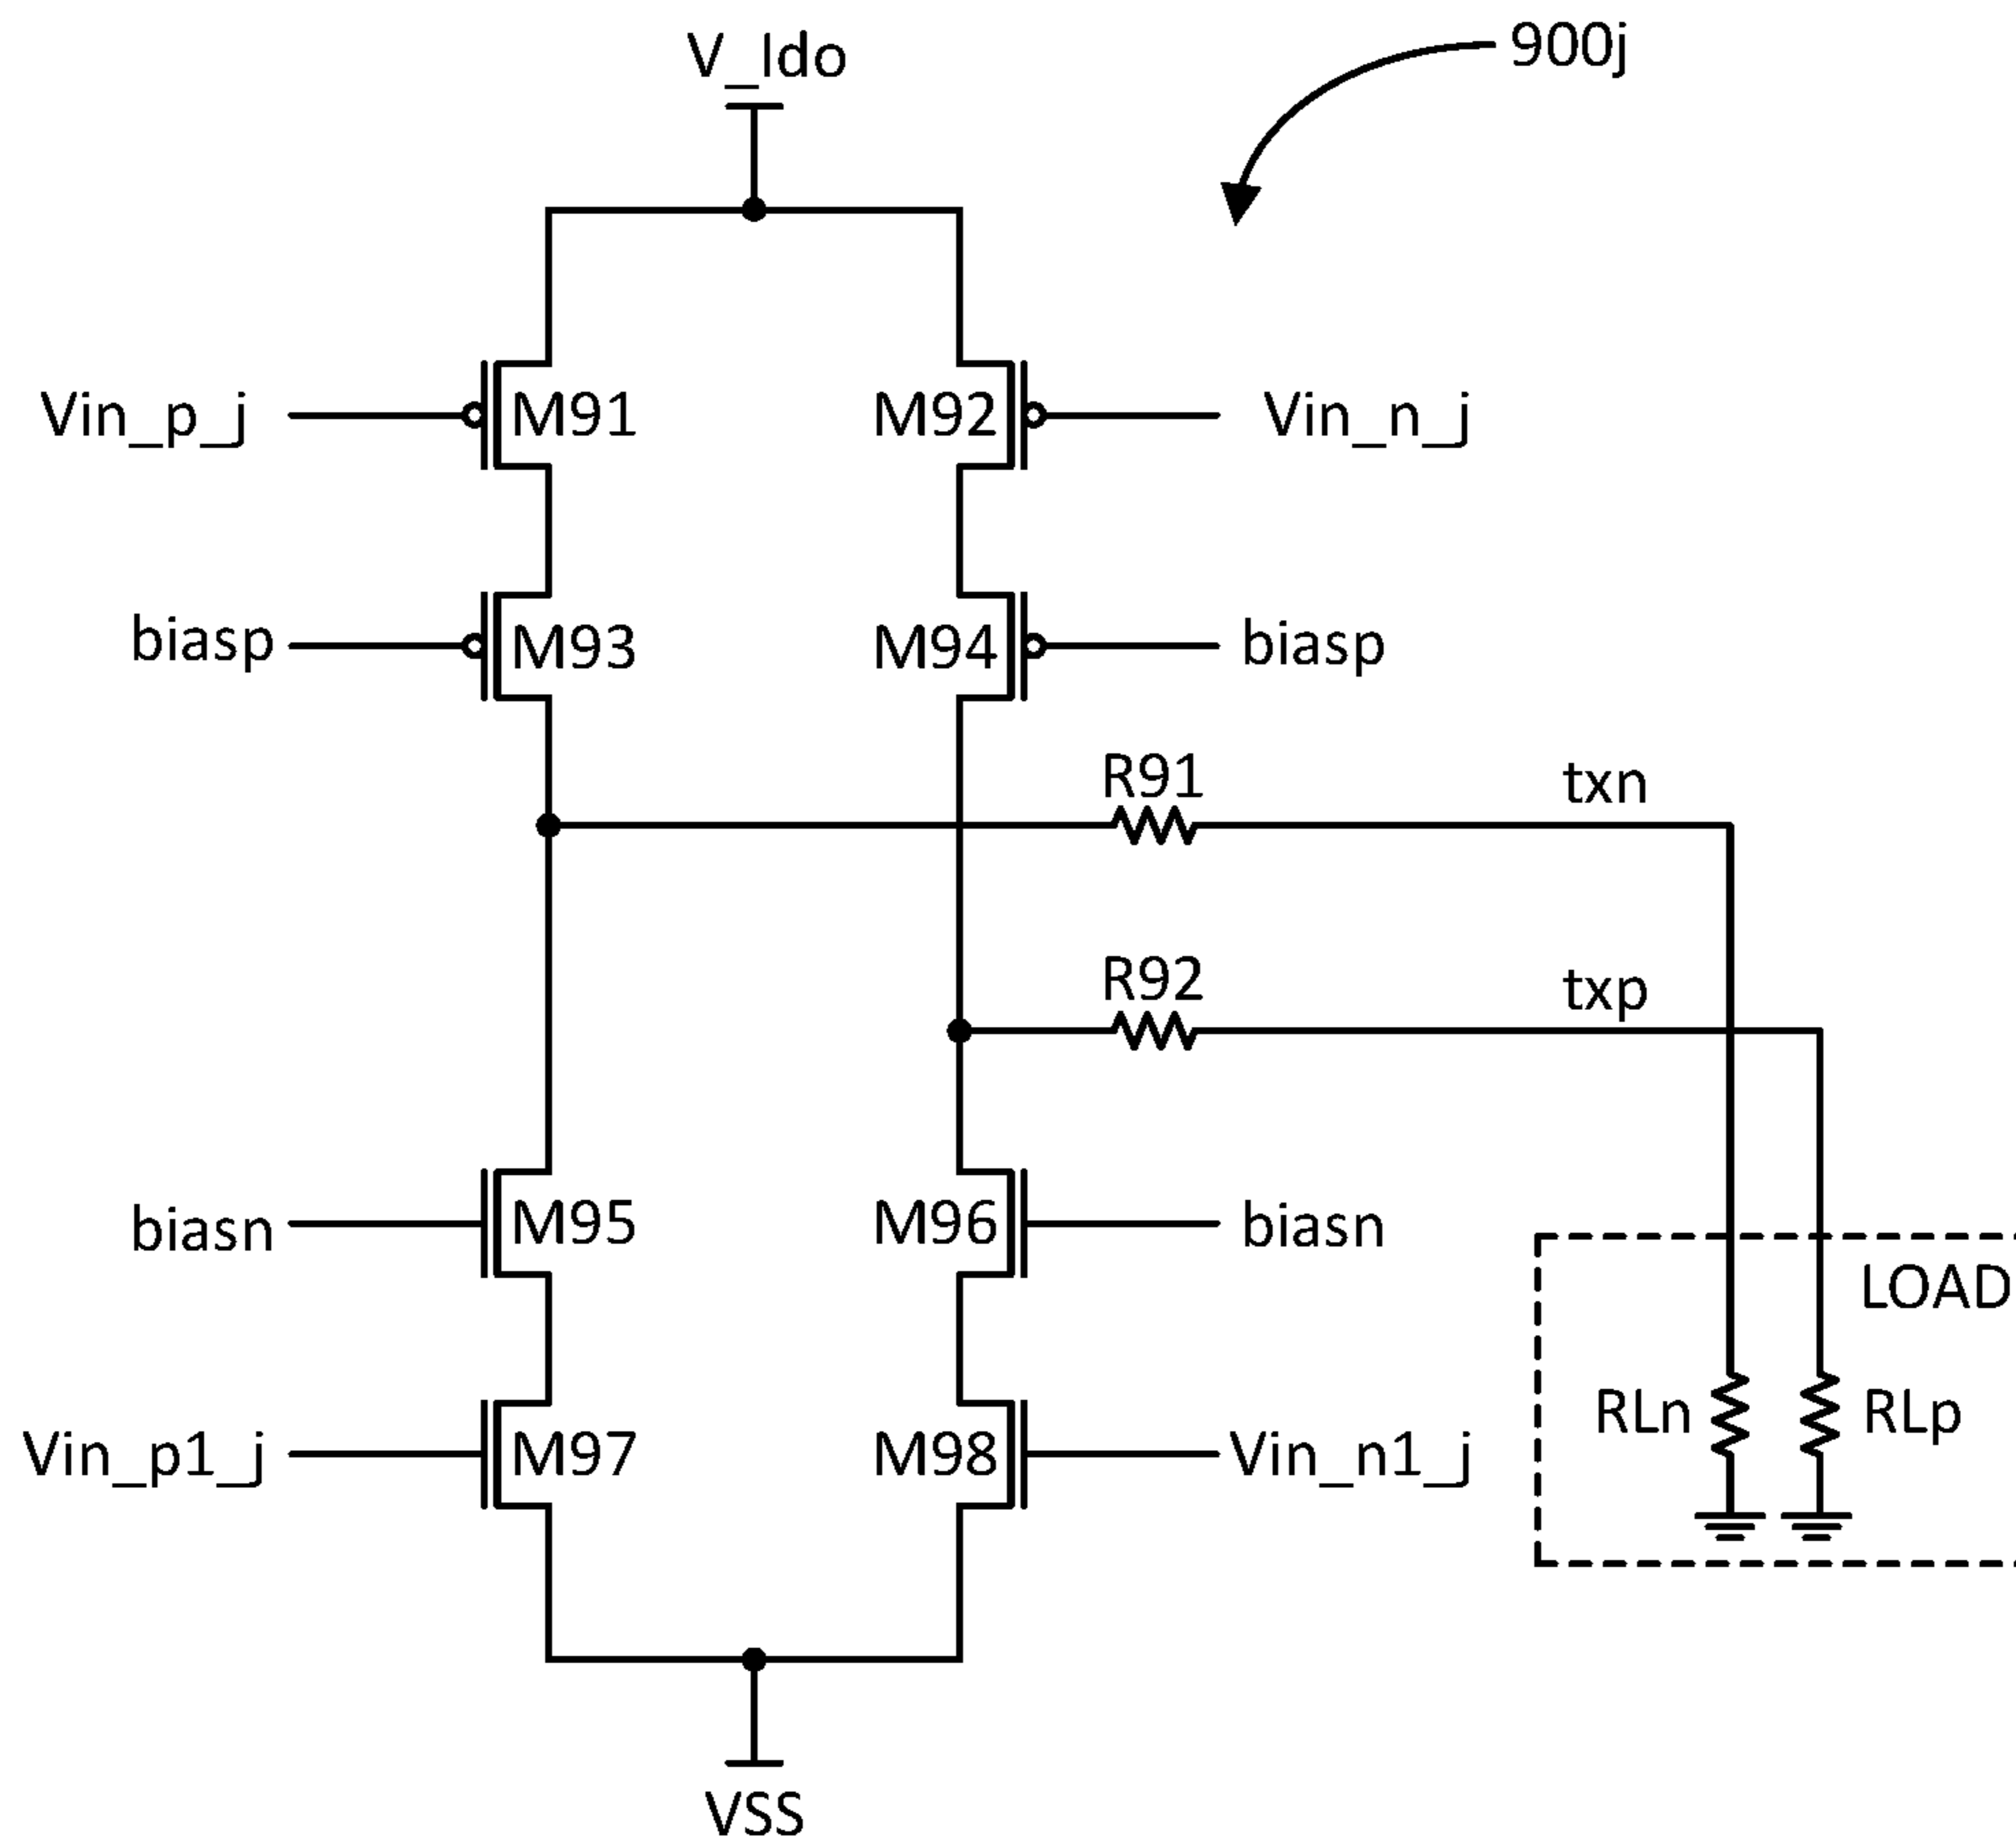 V_ldo
900j
Vin_p_j
M91
M92
Vin_n_j
biasp
M93
M94
biasp
R91
txn
R92
txp
biasn
M95
M96
biasn
LOAD
RLn
RLp
Vin_p1_j
M97
M98
Vin_n1_j
VSS